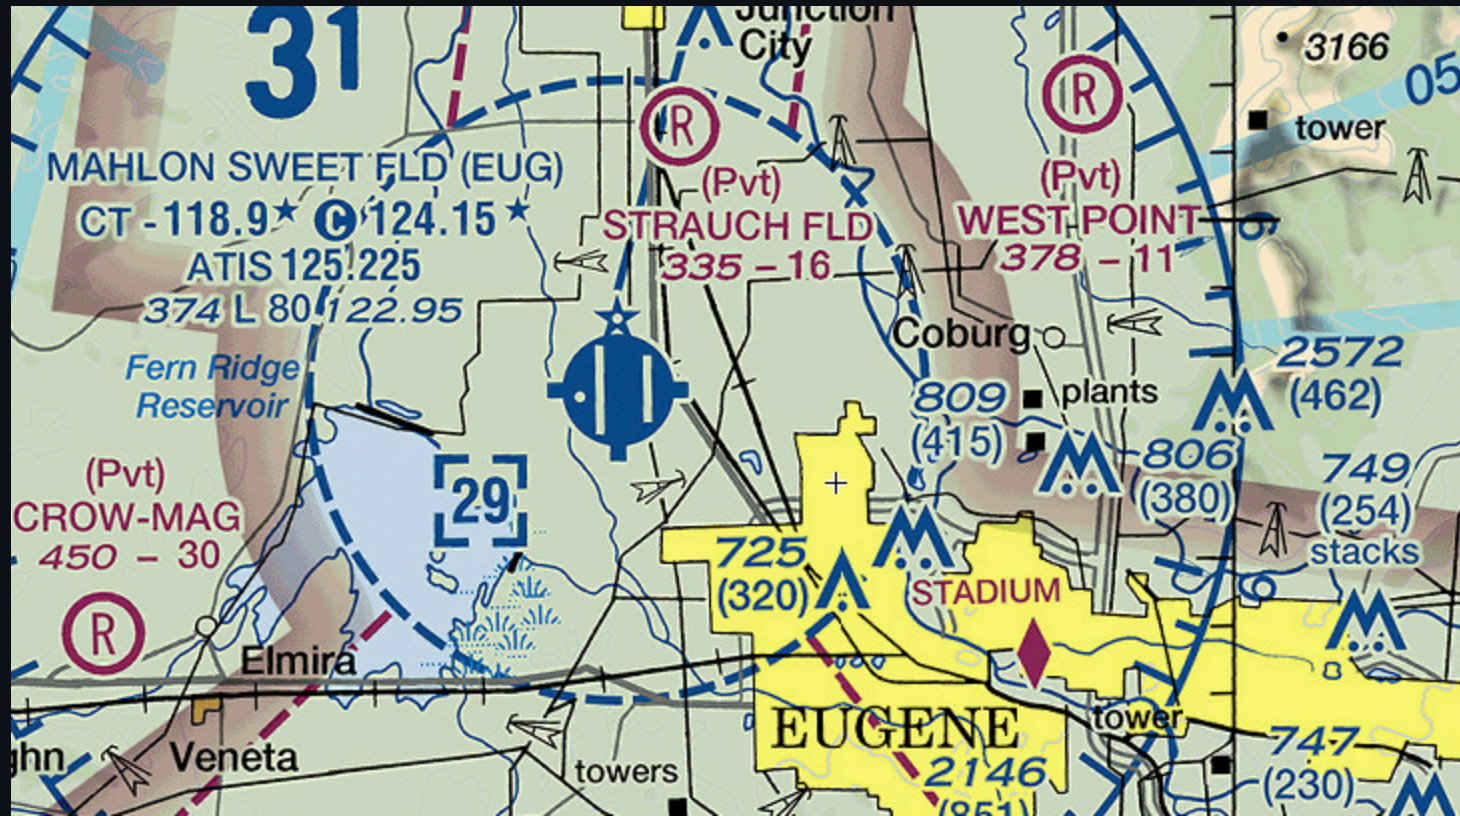 31
Junction
City
3166
05
tower
R
R
MAHLON SWEET FLD (EUG)
CT - 118.9★ C 124.15★
ATIS 125.225
374 L 80 122.95
(Pvt)
STRAUCH FLD
335 – 16
(Pvt)
WEST POINT
378 – 11
Fern Ridge
Reservoir
Coburg
2572
(462)
plants
809
(415)
806
(380)
749
(254)
stacks
(Pvt)
CROW-MAG
450 – 30
R
[29]
725
(320)
STADIUM
Elmira
Veneta
ghn
EUGENE
tower
towers
2146
(851)
747
(230)